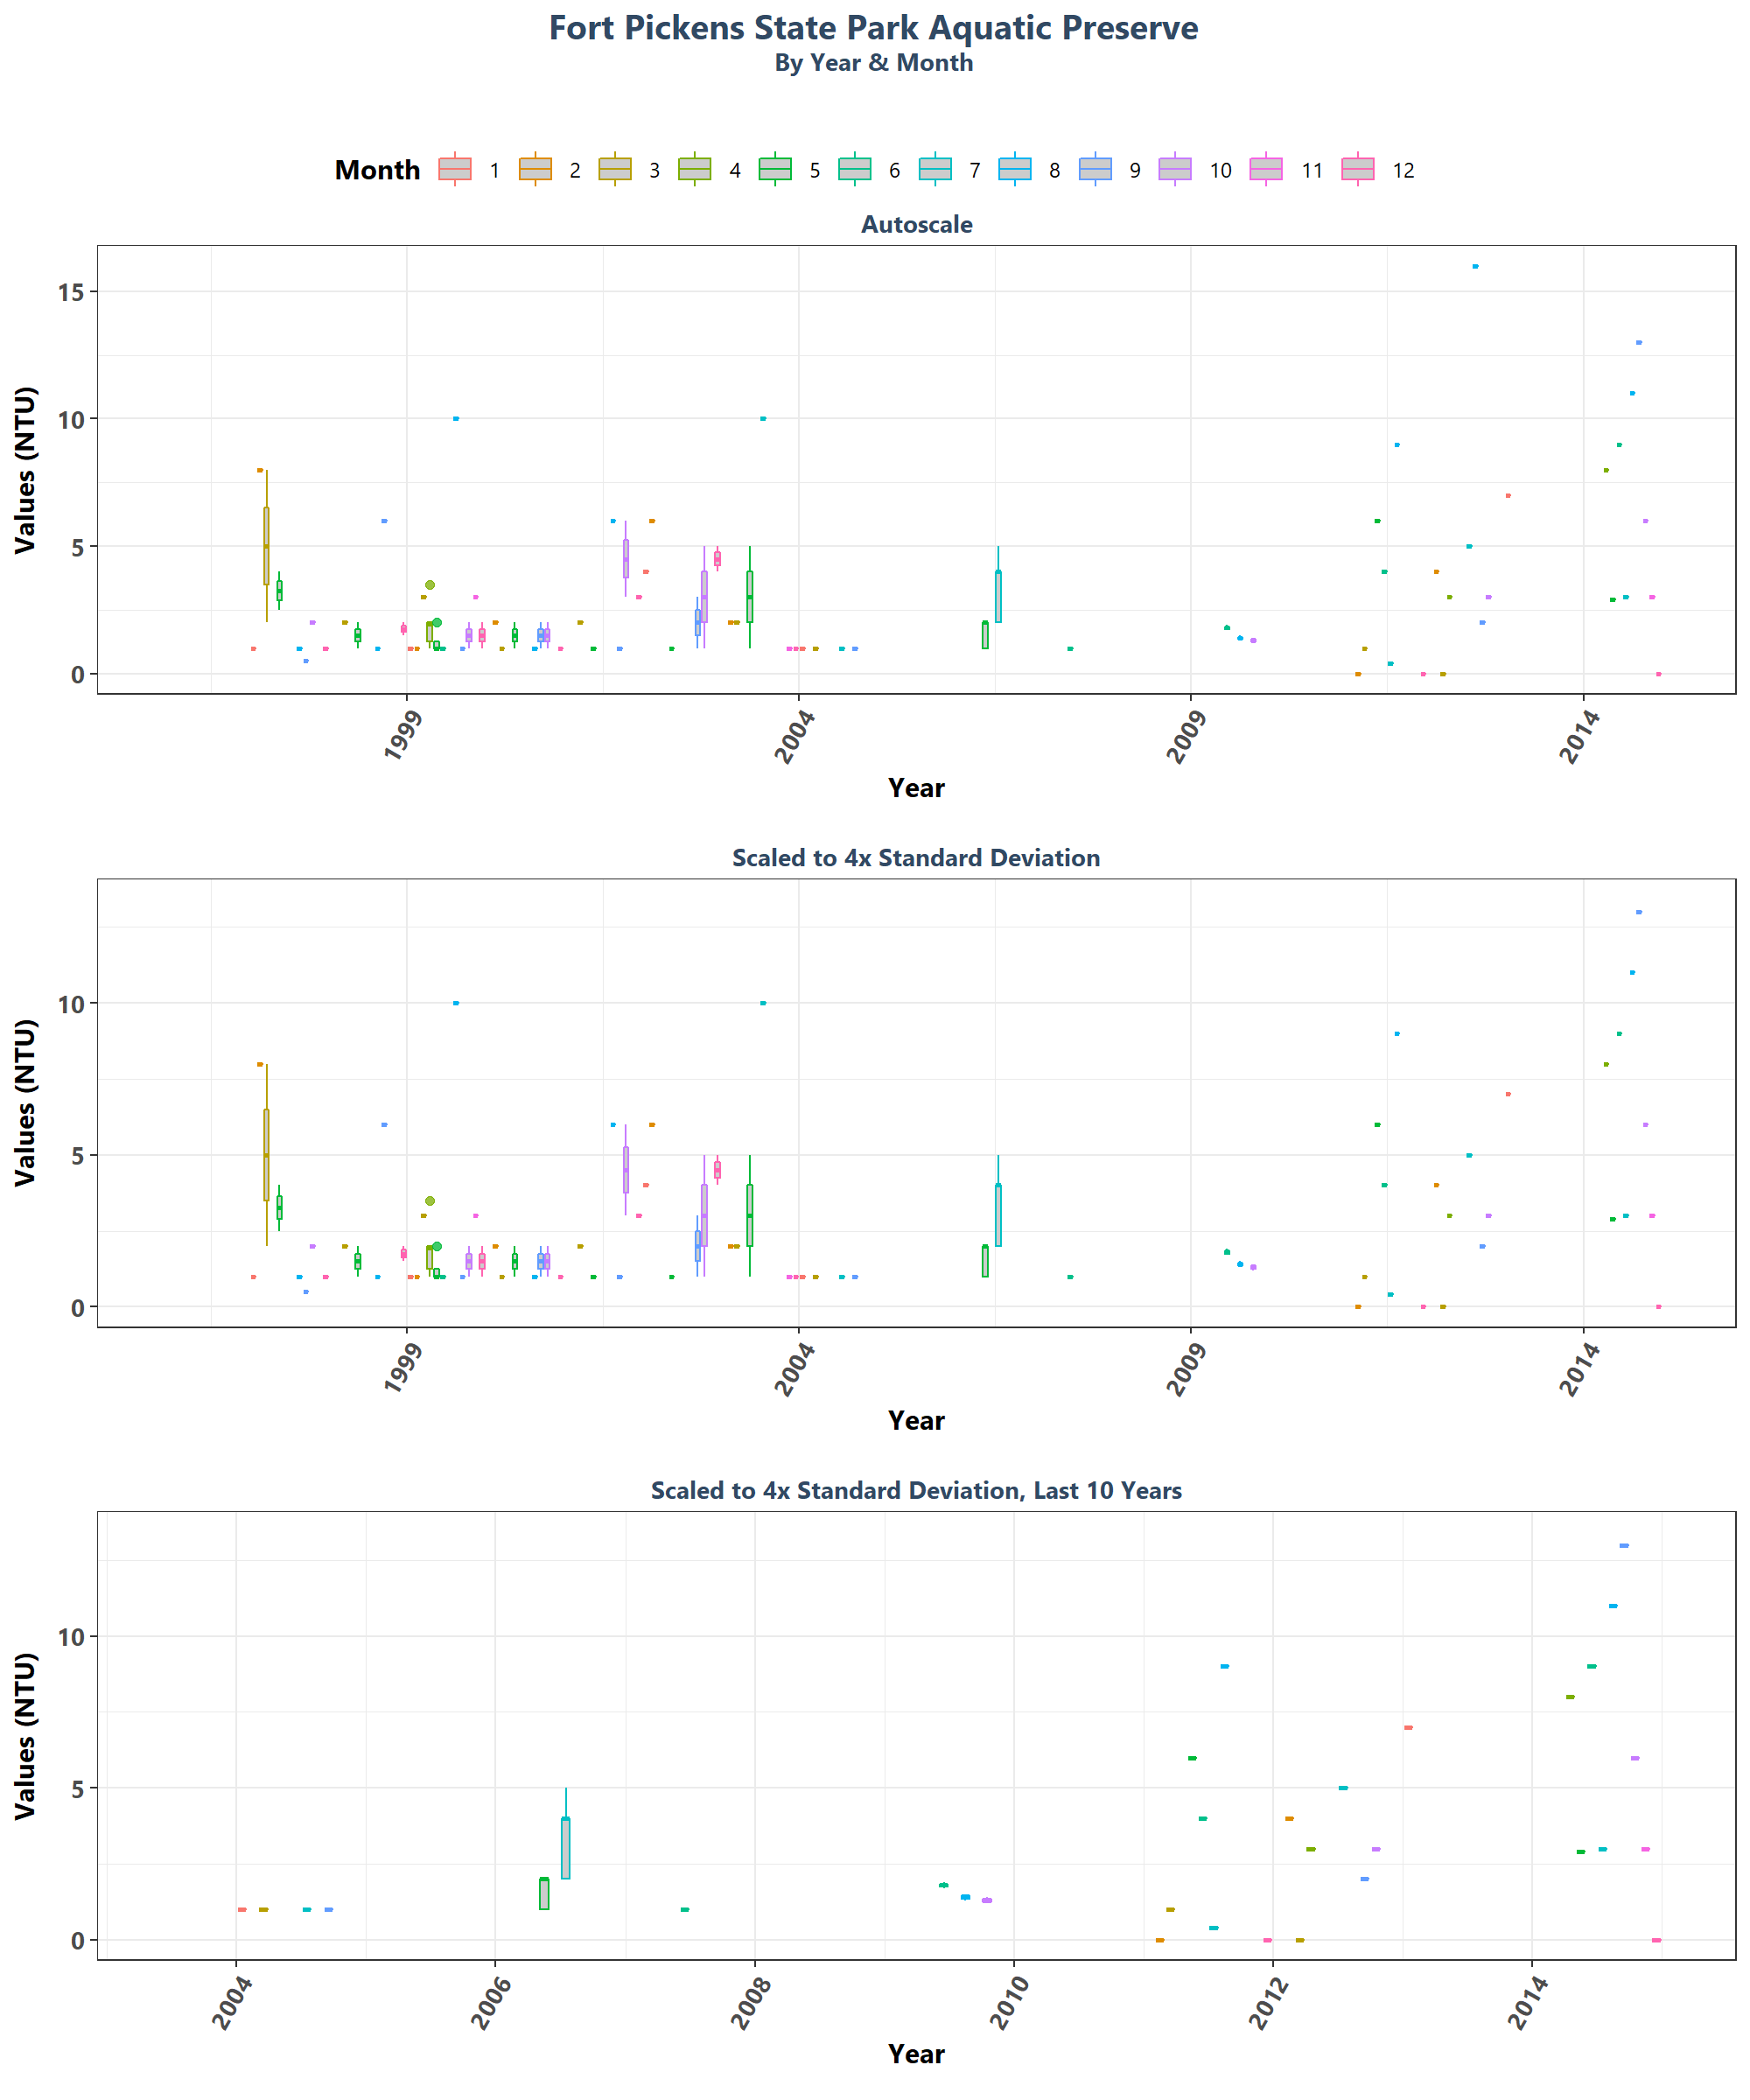 Fort Pickens State Park Aquatic Preserve
By Year & Month
Month 1 2 3 4 5 6 7 8 9 10 11 12
Autoscale
Values (NTU)
15
10
5
0
1999 2004 2009 2014
Year
Scaled to 4x Standard Deviation
Values (NTU)
10
5
0
1999 2004 2009 2014
Year
Scaled to 4x Standard Deviation, Last 10 Years
Values (NTU)
10
5
0
2004 2006 2008 2010 2012 2014
Year